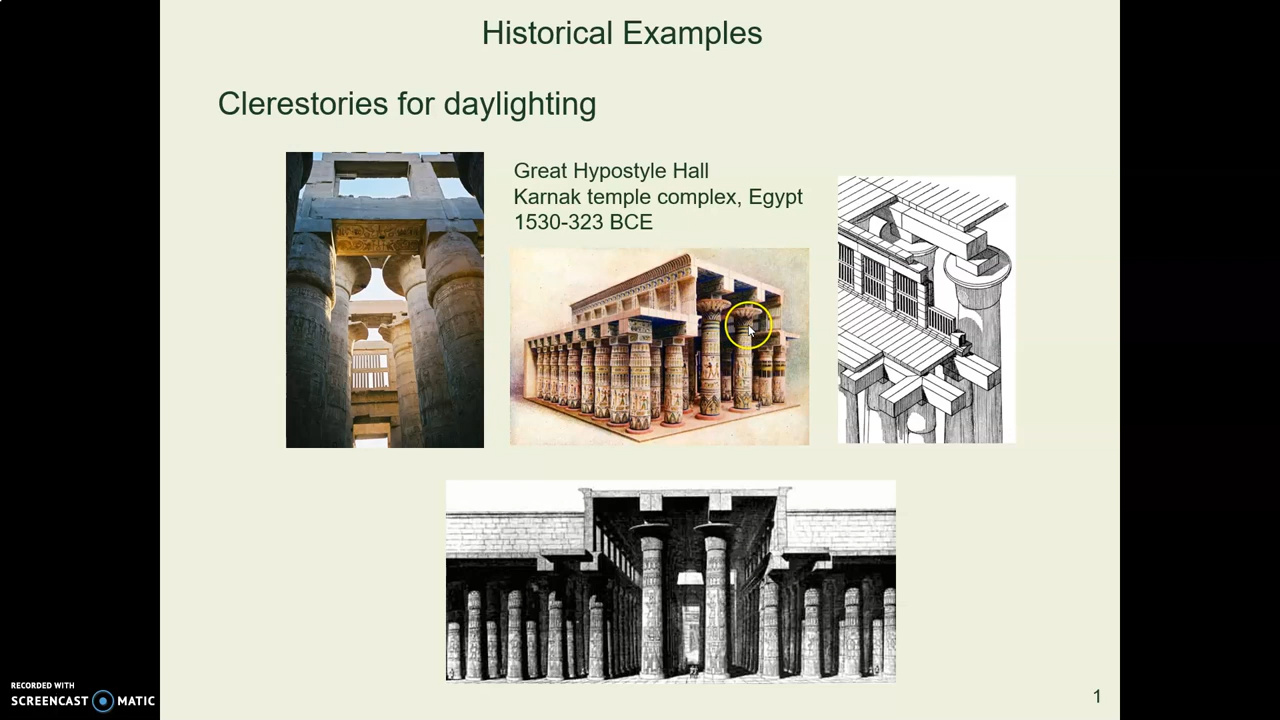 Historical Examples
Clerestories for daylighting
Great Hypostyle Hall
Karnak temple complex, Egypt
1530-323 BCE
RECORDED WITH
SCREENCAST MATIC
1